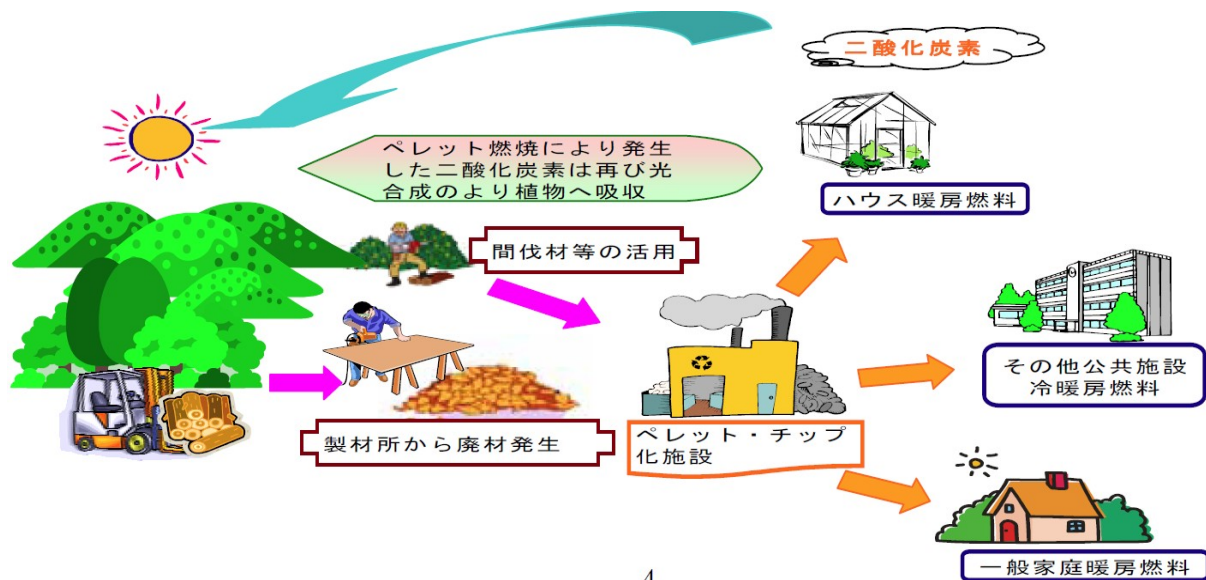 二酸化炭素
ペレット燃焼により発生
した二酸化炭素は再び光
合成のより植物へ吸収
ハウス暖房燃料
間伐材等の活用
その他公共施設
冷暖房燃料
製材所から廃材発生
ペレット・チップ
化施設
一般家庭暖房燃料
4